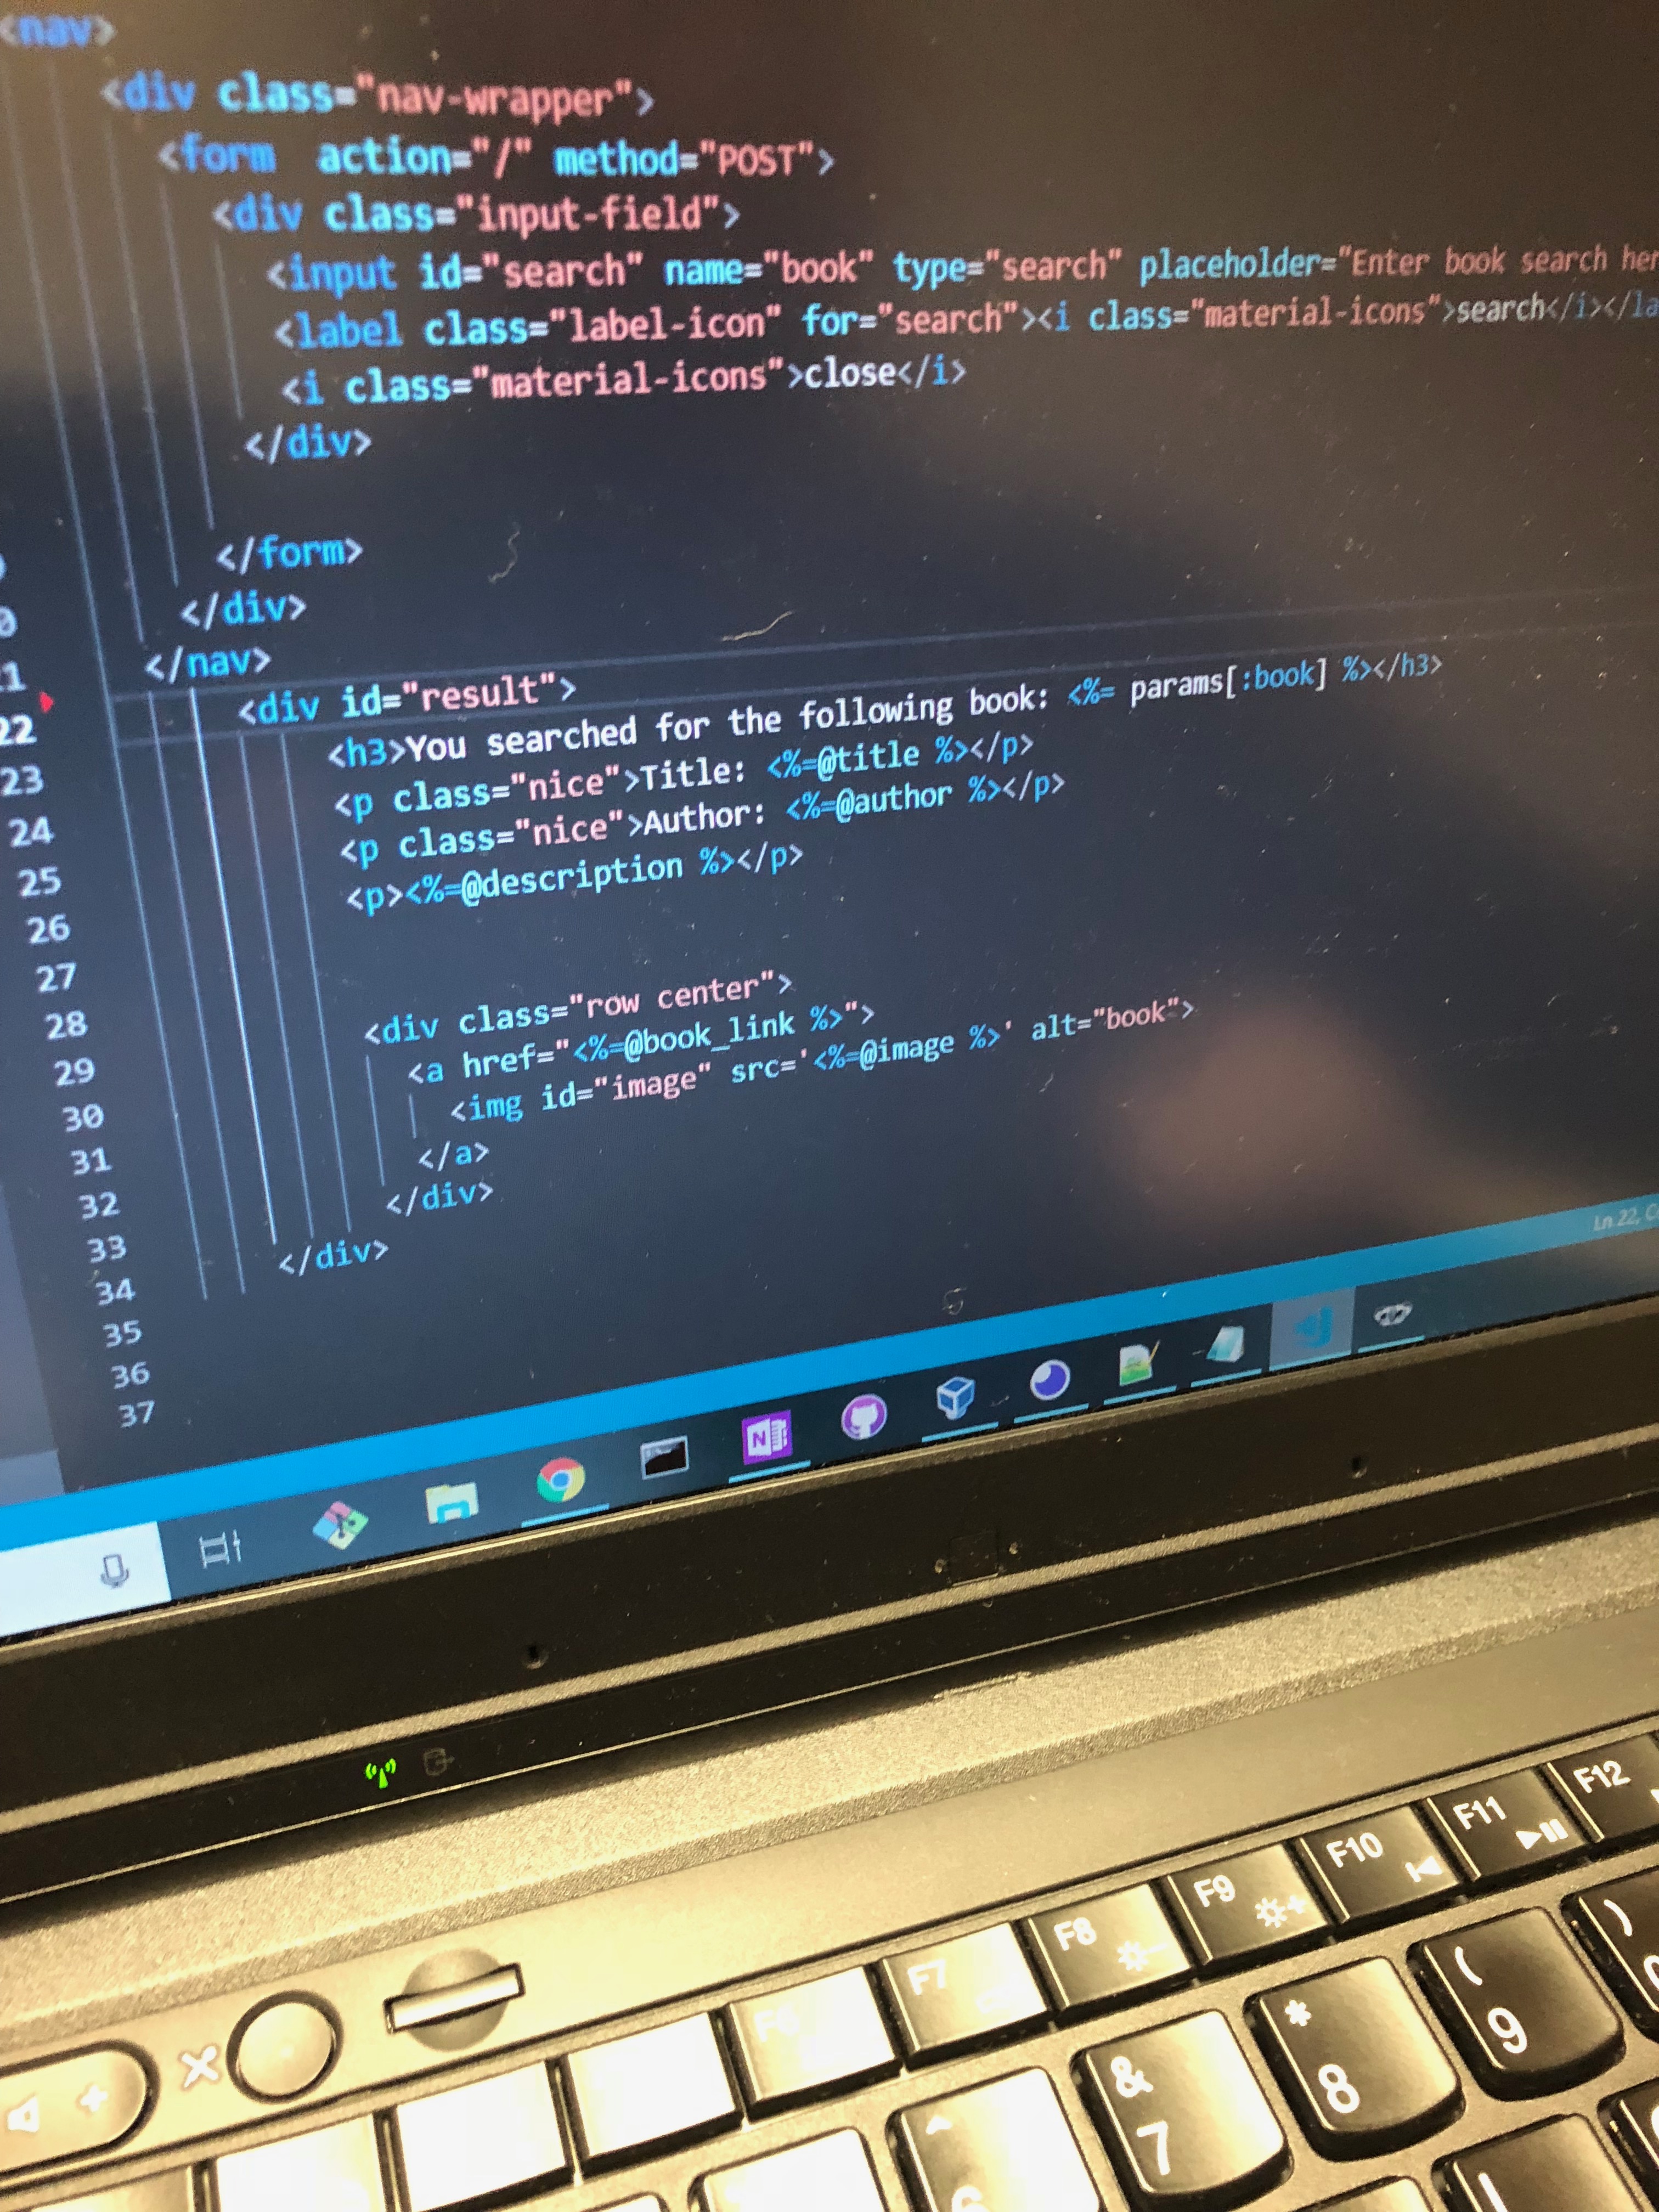 <nav>
<div class="nav-wrapper">
<form  action="/" method="POST">
<div class="input-field">
<input id="search" name="book" type="search" placeholder="Enter book search her
<label class="label-icon" for="search"><i class="material-icons">search</i></la
<i class="material-icons">close</i>
</div>
</form>
</div>
</nav>
<div id="result">
22 <h3>You searched for the following book: <%= params[:book] %></h3>
23 <p class="nice">Title: <%=@title %></p>
24 <p class="nice">Author: <%=@author %></p>
25 <p><%=@description %></p>
26
27
28 <div class="row center">
29 <a href="<%=@book_link %>">
30 <img id="image" src='<%=@image %>' alt="book">
31 </a>
32 </div>
33 </div>
34
35
36
37
Ln 22, C
N
F6 F7 F8 F9 F10 F11 F12
^ 6 & 7 * 8 ( 9 )